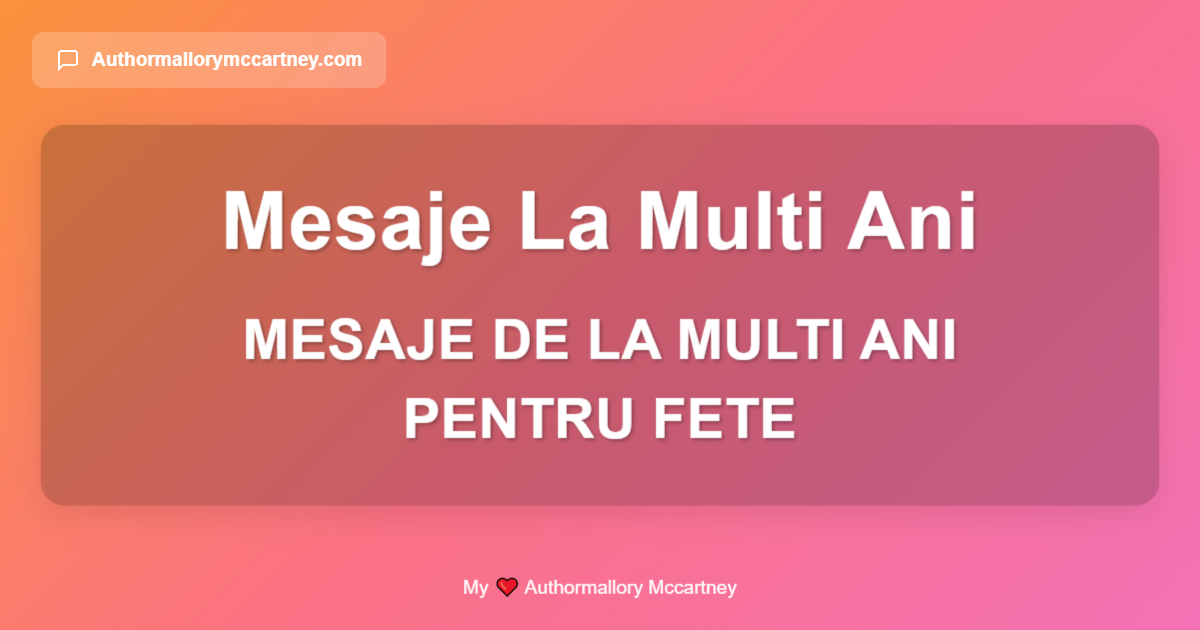 Authormallorymccartney.com
Mesaje La Multi Ani
MESAJE DE LA MULTI ANI
PENTRU FETE
My ❤️ Authormallory Mccartney